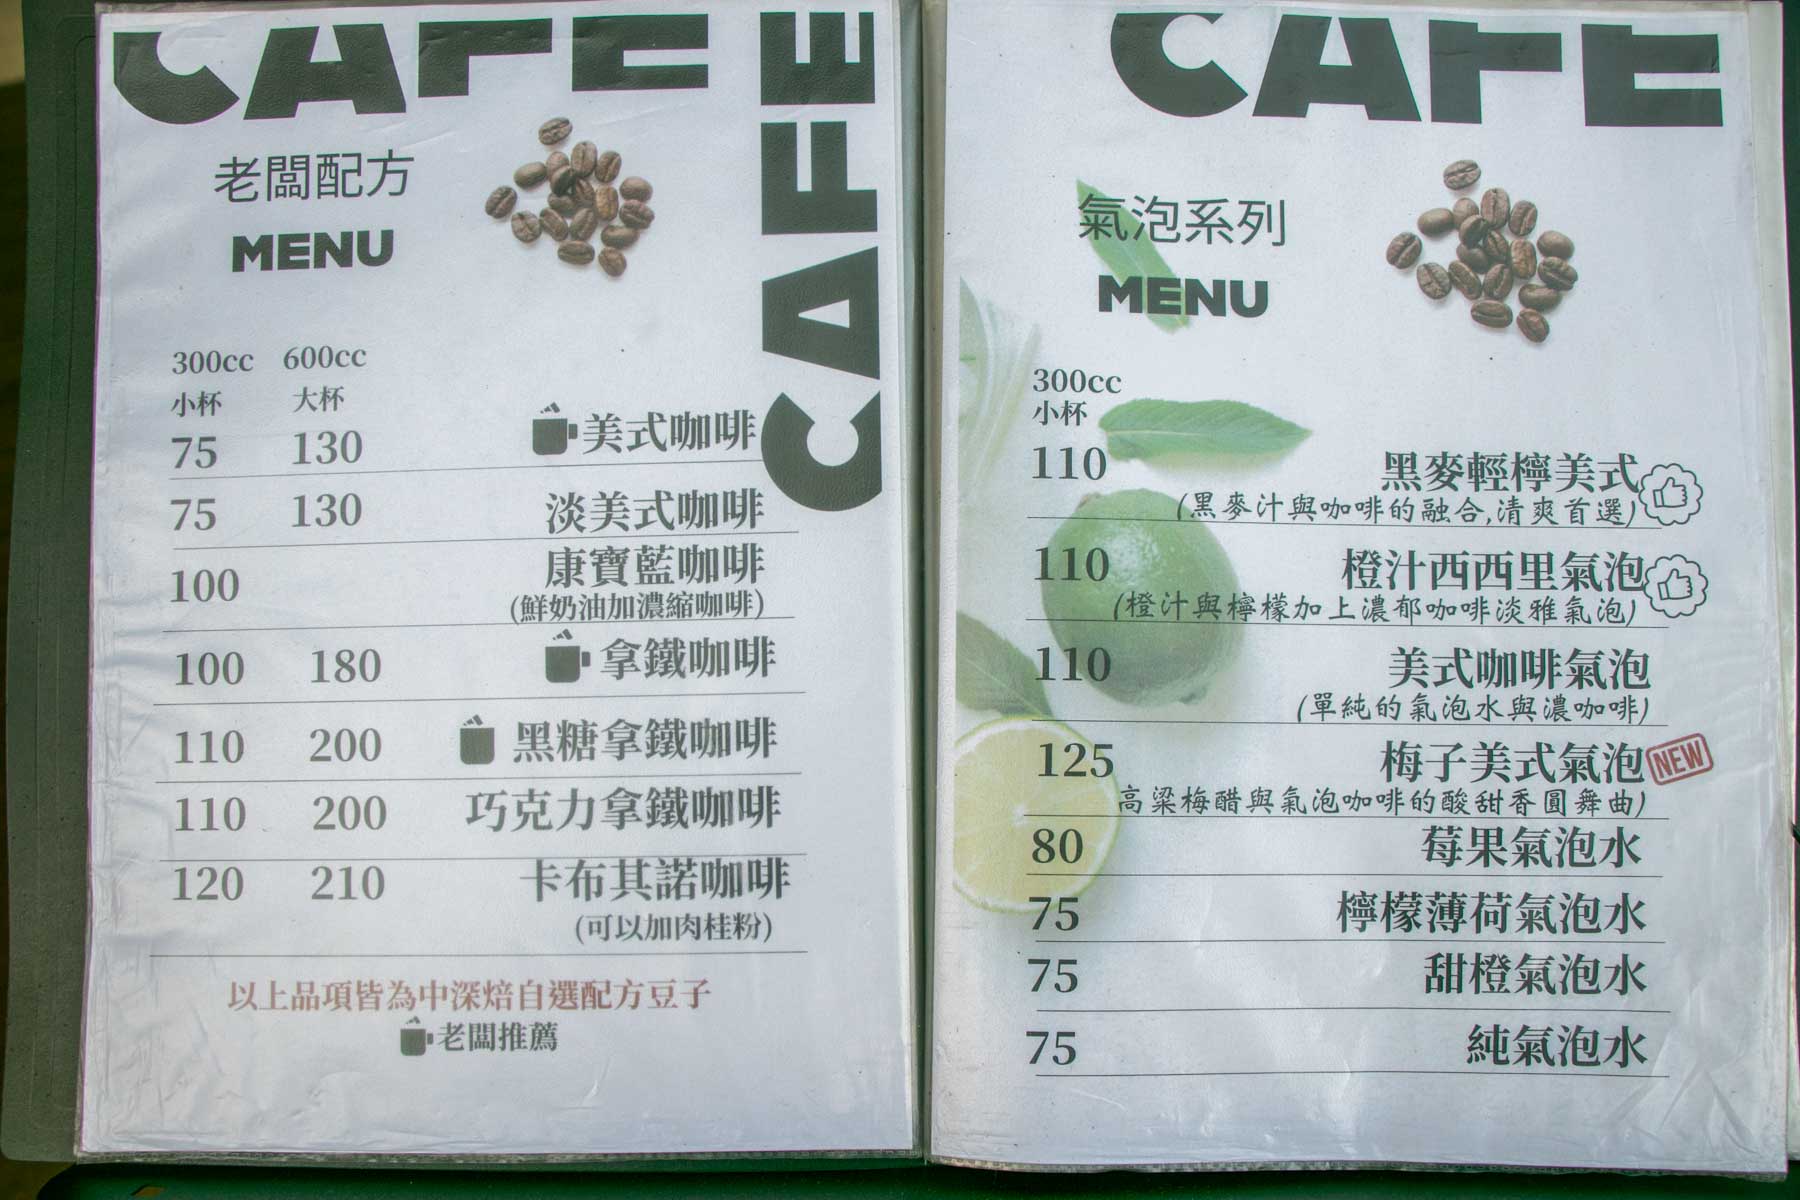 CAFE
CAFE
老闆配方
MENU
300cc 600cc
小杯 大杯
75 130 美式咖啡
75 130 淡美式咖啡
100 康寶藍咖啡
(鮮奶油加濃縮咖啡)
100 180 拿鐵咖啡
110 200 黑糖拿鐵咖啡
110 200 巧克力拿鐵咖啡
120 210 卡布其諾咖啡
(可以加肉桂粉)
以上品項皆為中深焙自選配方豆子
老闆推薦
CAFE
氣泡系列
MENU
300cc
小杯
110 黑麥輕檸美式
(黑麥汁與咖啡的融合,清爽首選)
110 橙汁西西里氣泡
(橙汁與檸檬加上濃郁咖啡淡雅氣泡)
110 美式咖啡氣泡
(單純的氣泡水與濃咖啡)
125 梅子美式氣泡 NEW
高粱梅醋與氣泡咖啡的酸甜香圓舞曲)
80 莓果氣泡水
75 檸檬薄荷氣泡水
75 甜橙氣泡水
75 純氣泡水